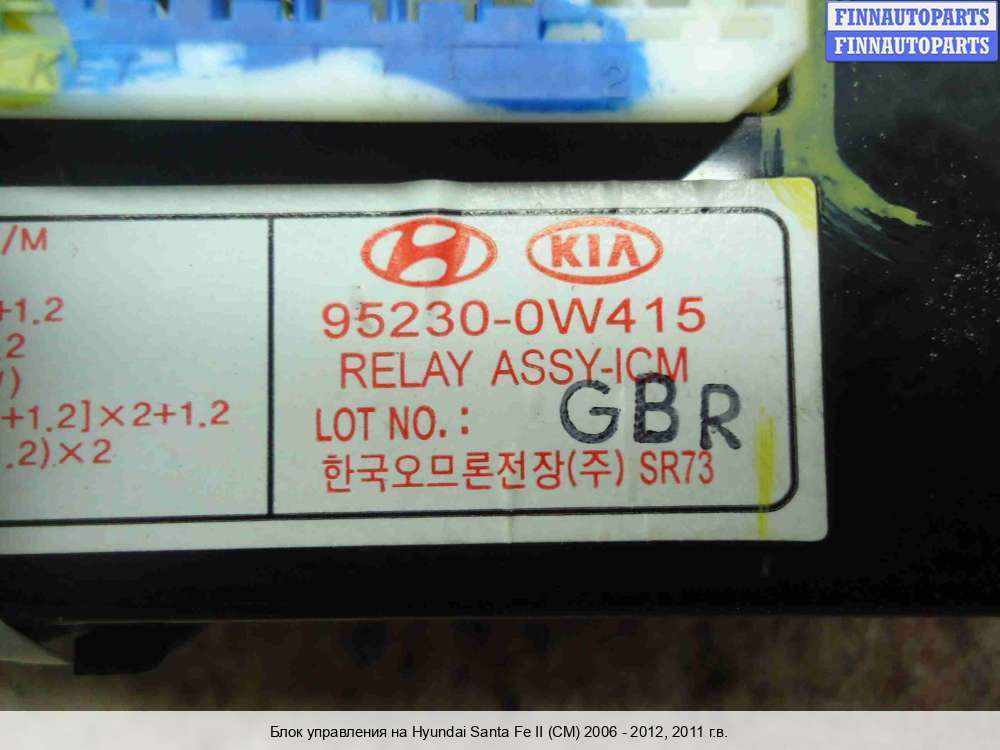 FINNAUTOPARTS
FINNAUTOPARTS
K
2
/M
+1.2
.2
)
+1.2]×2+1.2
.2)×2
KIA
95230-0W415
RELAY ASSY-ICM
LOT NO.: GBR
한국오므론전장(주) SR73
Блок управления на Hyundai Santa Fe II (CM) 2006 - 2012, 2011 г.в.